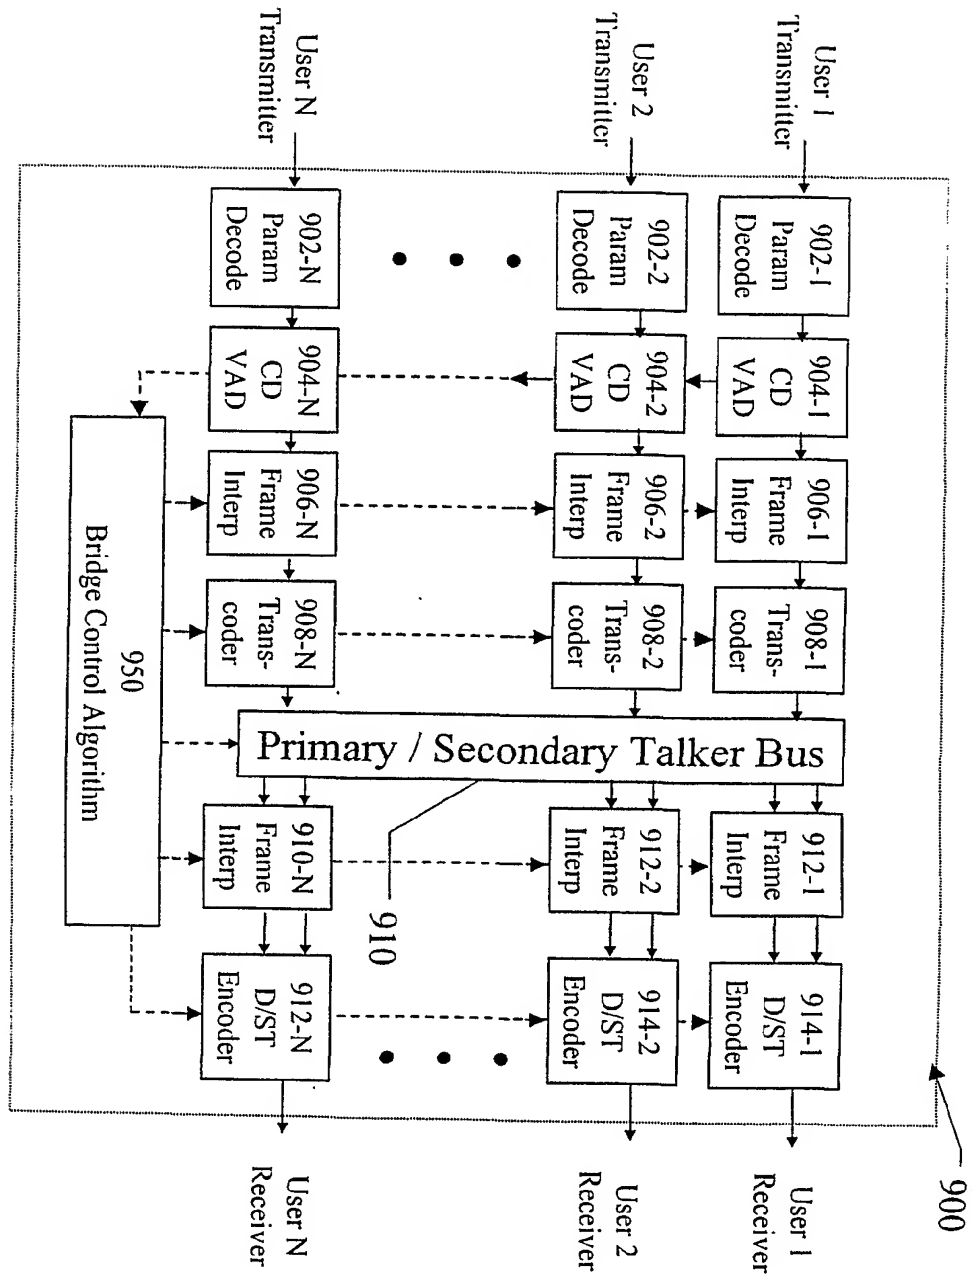 900
User 1
Transmitter
902-1
Param
Decode
904-1
CD
VAD
906-1
Frame
Interp
908-1
Trans-
coder
912-1
Frame
Interp
914-1
D/ST
Encoder
User 1
Receiver
User 2
Transmitter
902-2
Param
Decode
904-2
CD
VAD
906-2
Frame
Interp
908-2
Trans-
coder
Primary / Secondary Talker Bus
912-2
Frame
Interp
914-2
D/ST
Encoder
User 2
Receiver
910
User N
Transmitter
902-N
Param
Decode
904-N
CD
VAD
906-N
Frame
Interp
908-N
Trans-
coder
910-N
Frame
Interp
912-N
D/ST
Encoder
User N
Receiver
950
Bridge Control Algorithm